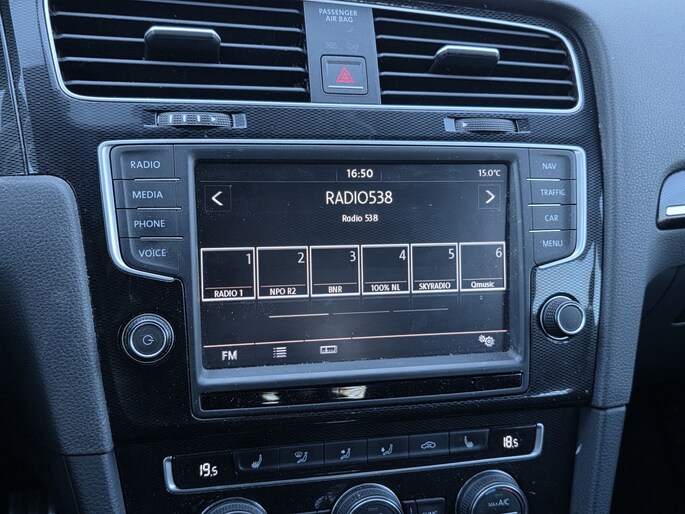 PASSENGER
AIR BAG
RADIO
MEDIA
PHONE
VOICE
16:50
15.0°C
NAV
TRAFFIC
CAR
MENU
<
RADIO538
>
Radio 538
1 2 3 4 5 6
RADIO 1 NPO R2 BNR 100% NL SKYRADIO Qmusic
FM
19.5
18.5
SYNC
MAX A/C